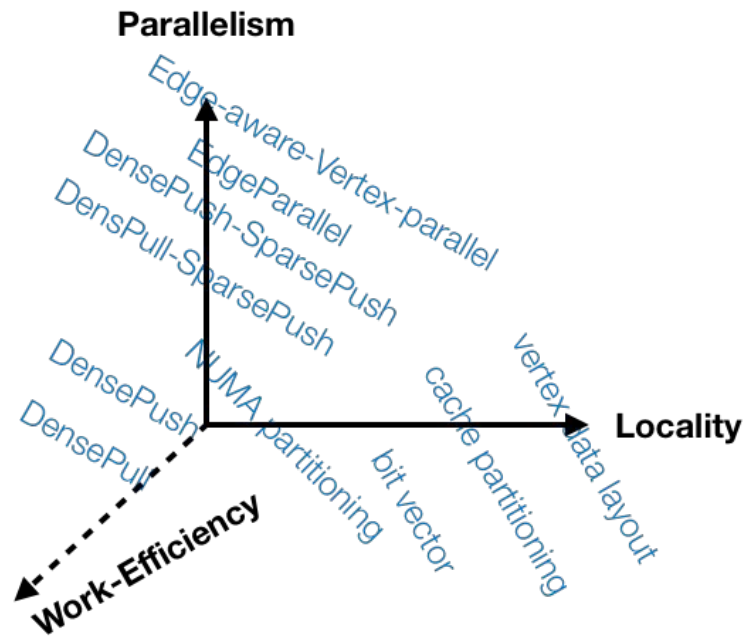 Parallelism
Edge-aware-Vertex-parallel
EdgeParallel
DensePush-SparsePush
DensPull-SparsePush
DensePush
DensePull
NUMA partitioning
bit vector
cache partitioning
vertex data layout
Locality
Work-Efficiency